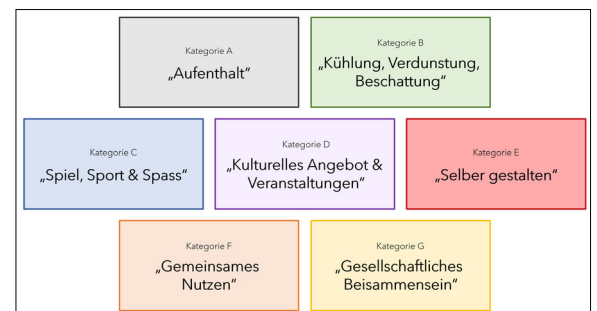 Kategorie A
„Aufenthalt“
Kategorie B
„Kühlung, Verdunstung,
Beschattung“
Kategorie C
„Spiel, Sport & Spass“
Kategorie D
„Kulturelles Angebot &
Veranstaltungen“
Kategorie E
„Selber gestalten“
Kategorie F
„Gemeinsames
Nutzen“
Kategorie G
„Gesellschaftliches
Beisammensein“